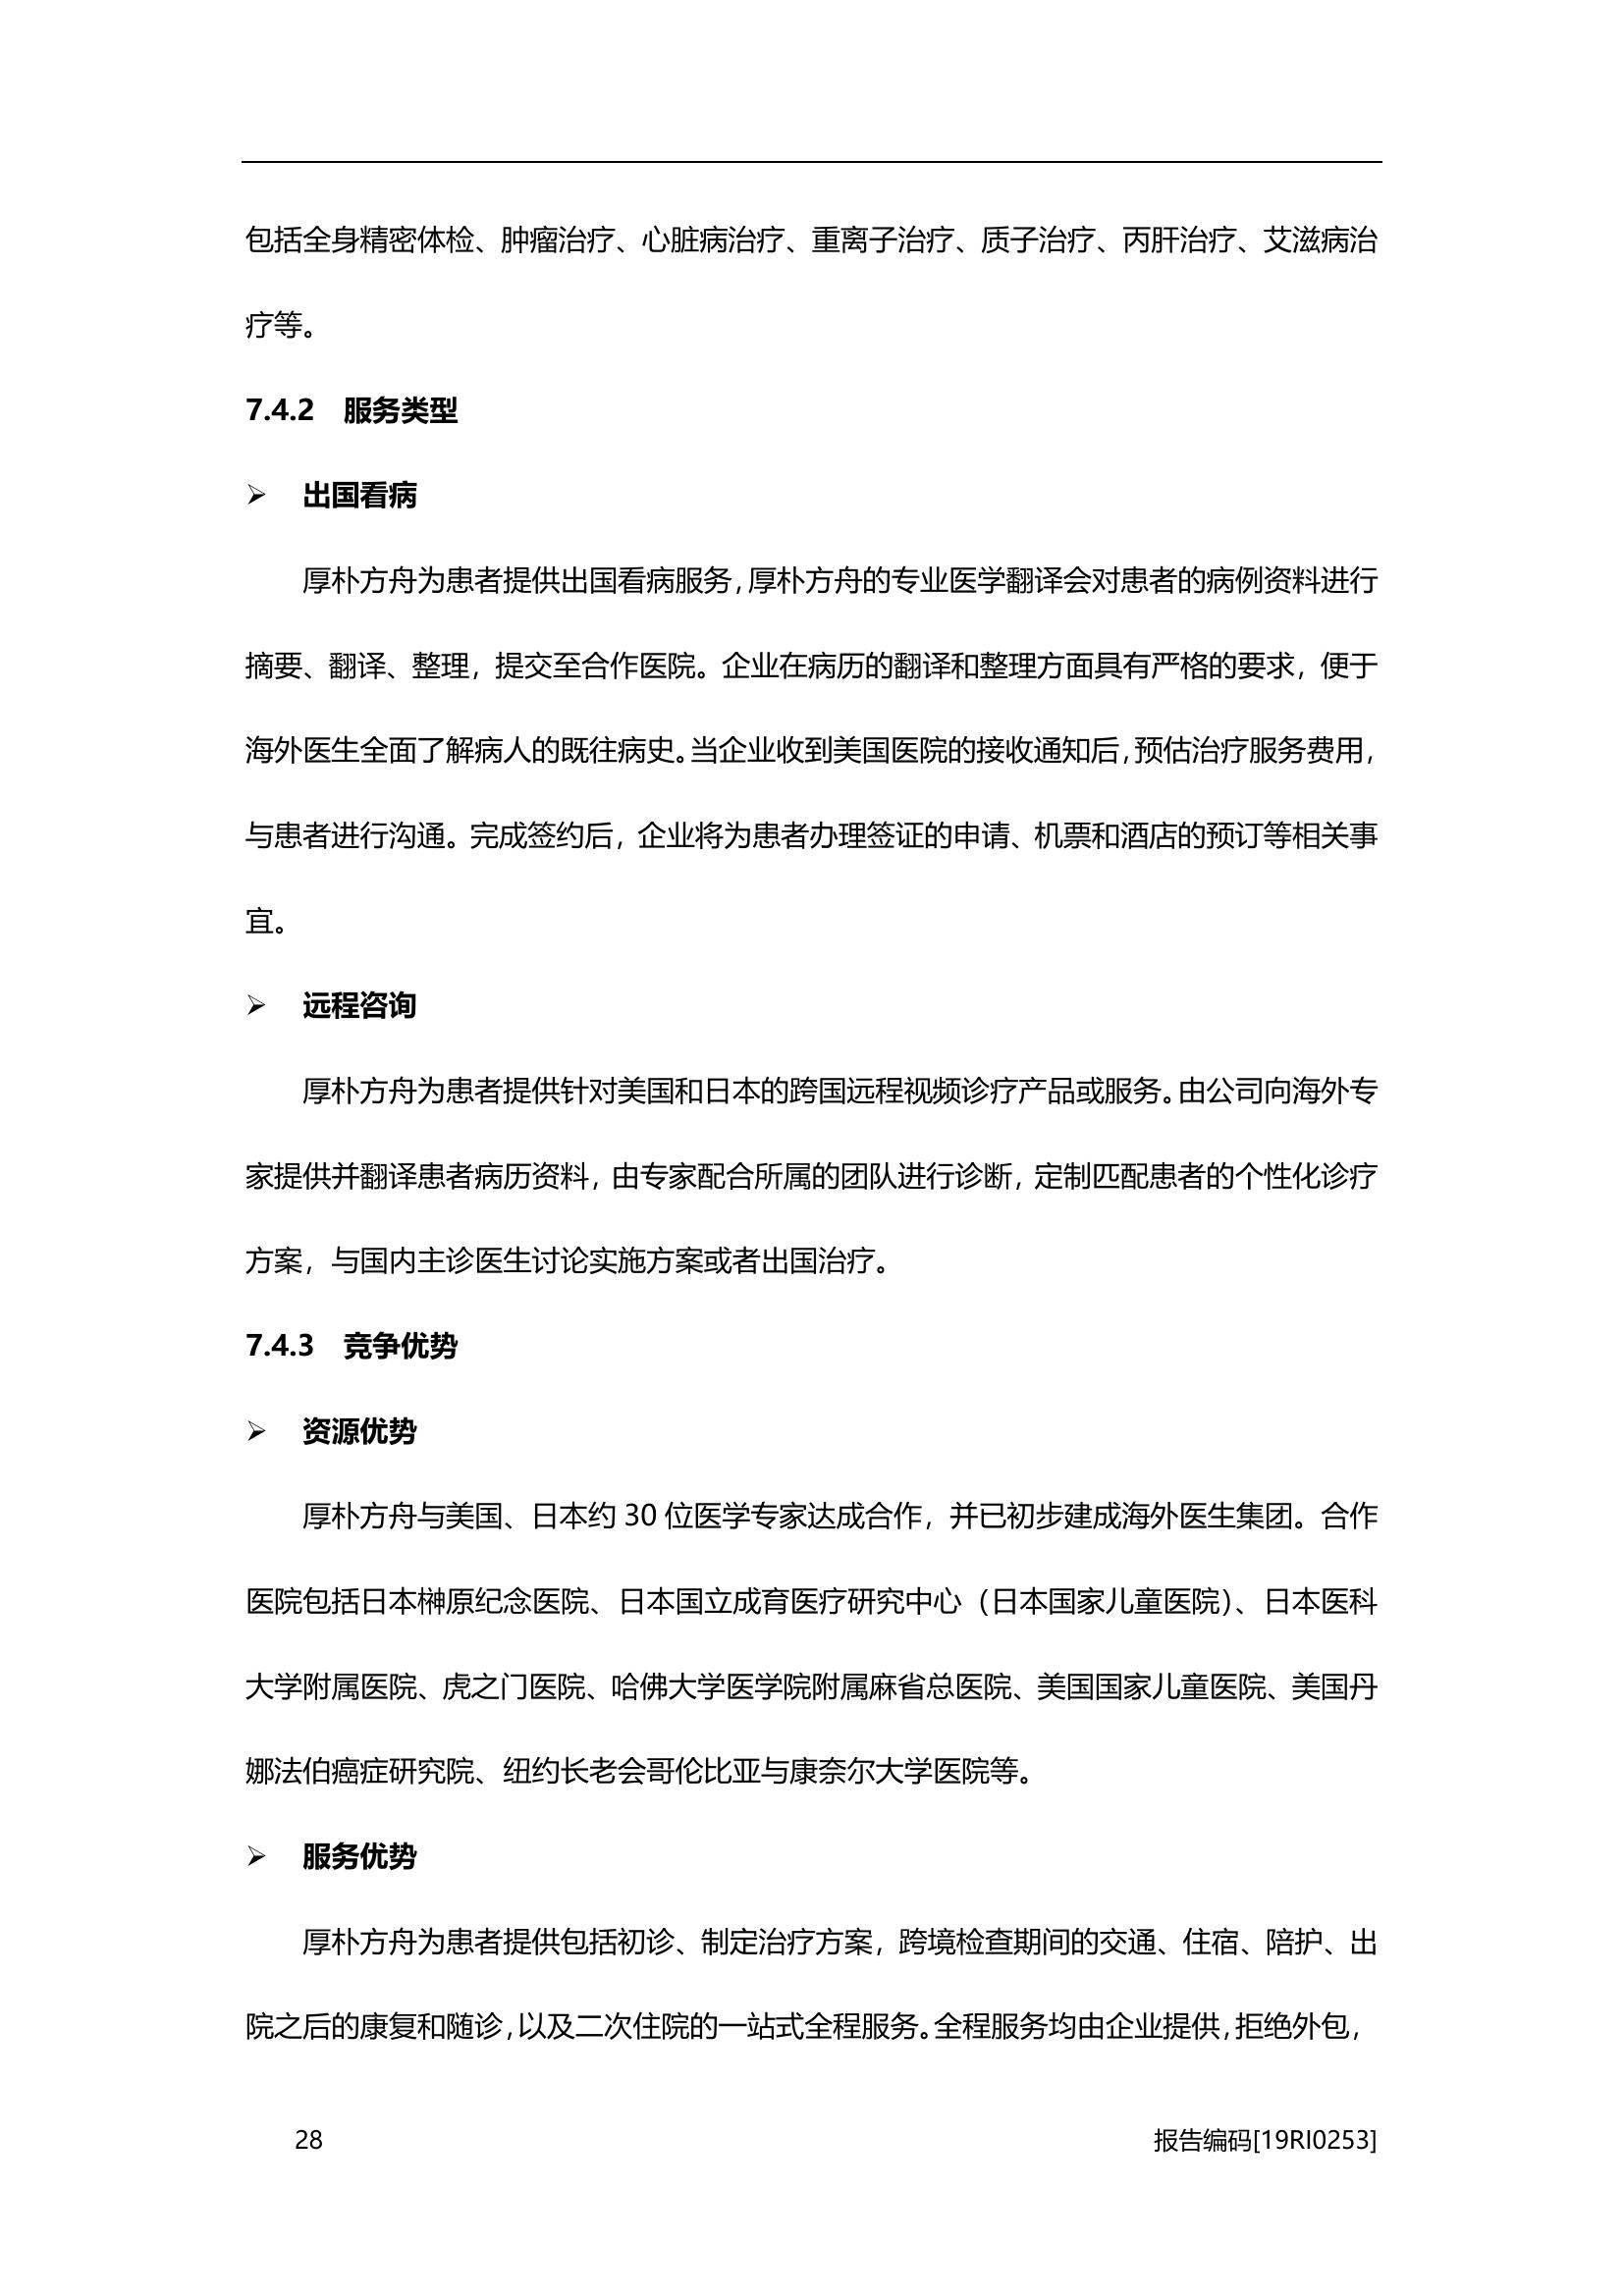 包括全身精密体检、肿瘤治疗、心脏病治疗、重离子治疗、质子治疗、丙肝治疗、艾滋病治
疗等。
7.4.2 服务类型
➢ 出国看病
厚朴方舟为患者提供出国看病服务，厚朴方舟的专业医学翻译会对患者的病例资料进行
摘要、翻译、整理，提交至合作医院。企业在病历的翻译和整理方面具有严格的要求，便于
海外医生全面了解病人的既往病史。当企业收到美国医院的接收通知后，预估治疗服务费用，
与患者进行沟通。完成签约后，企业将为患者办理签证的申请、机票和酒店的预订等相关事
宜。
➢ 远程咨询
厚朴方舟为患者提供针对美国和日本的跨国远程视频诊疗产品或服务。由公司向海外专
家提供并翻译患者病历资料，由专家配合所属的团队进行诊断，定制匹配患者的个性化诊疗
方案，与国内主诊医生讨论实施方案或者出国治疗。
7.4.3 竞争优势
➢ 资源优势
厚朴方舟与美国、日本约 30 位医学专家达成合作，并已初步建成海外医生集团。合作
医院包括日本榊原纪念医院、日本国立成育医疗研究中心（日本国家儿童医院）、日本医科
大学附属医院、虎之门医院、哈佛大学医学院附属麻省总医院、美国国家儿童医院、美国丹
娜法伯癌症研究院、纽约长老会哥伦比亚与康奈尔大学医院等。
➢ 服务优势
厚朴方舟为患者提供包括初诊、制定治疗方案，跨境检查期间的交通、住宿、陪护、出
院之后的康复和随诊，以及二次住院的一站式全程服务。全程服务均由企业提供，拒绝外包，
28 报告编码[19RI0253]